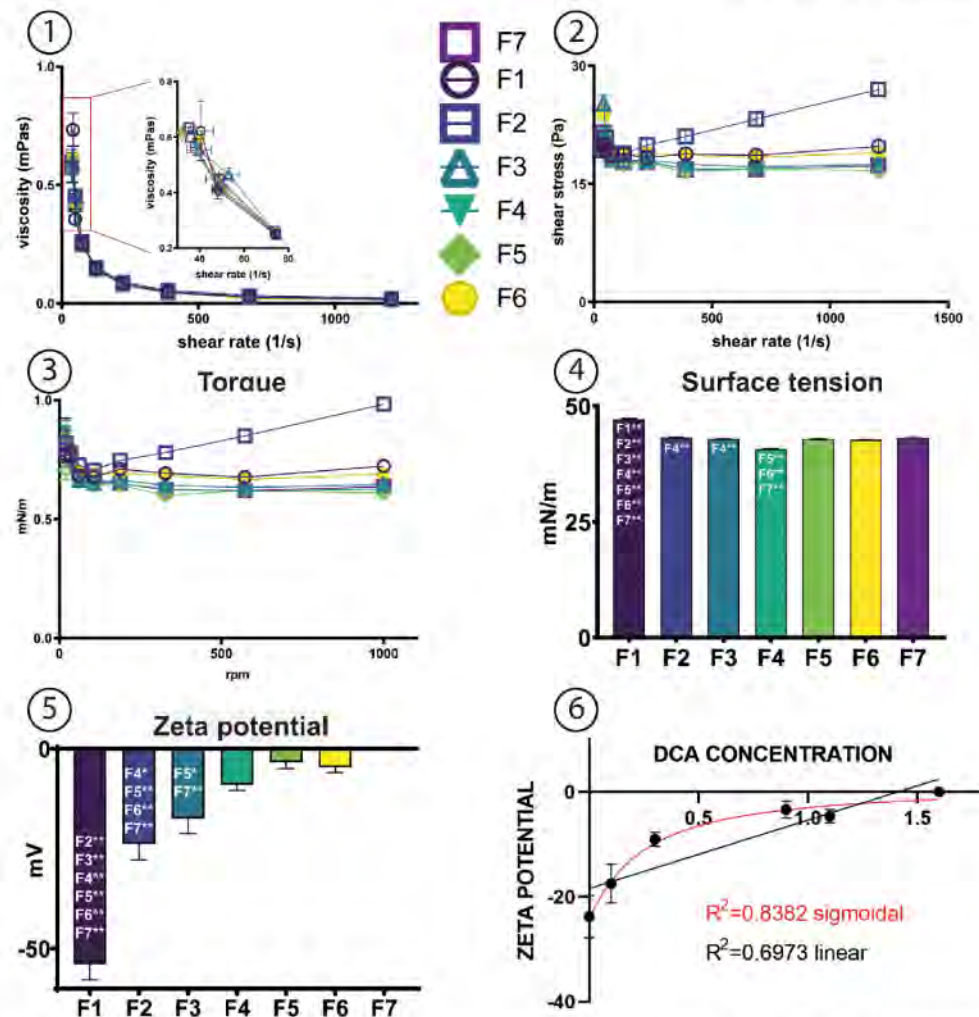 1
1.0
0.5
0.0
viscosity (mPas)
0
500
1000
shear rate (1/s)
0.8
0.6
0.4
0.2
viscosity (mPas)
40
60
80
shear rate (1/s)
F7
F1
F2
F3
F4
F5
F6
2
30
15
0
shear stress (Pa)
0
500
1000
1500
shear rate (1/s)
3
Torque
1.0
0.5
0.0
mN/m
0
500
1000
rpm
4
Surface tension
50
25
0
mN/m
F1**
F2**
F3**
F4**
F5**
F6**
F7**
F4**
F4**
F5**
F6**
F7**
F1 F2 F3 F4 F5 F6 F7
5
Zeta potential
0
-50
mV
F2**
F3**
F4**
F5**
F6**
F7**
F4*
F5**
F6**
F7**
F5*
F7**
F1 F2 F3 F4 F5 F6 F7
6
DCA CONCENTRATION
ZETA POTENTIAL
0
-20
-40
0.5
1.0
1.5
R²=0.8382 sigmoidal
R²=0.6973 linear